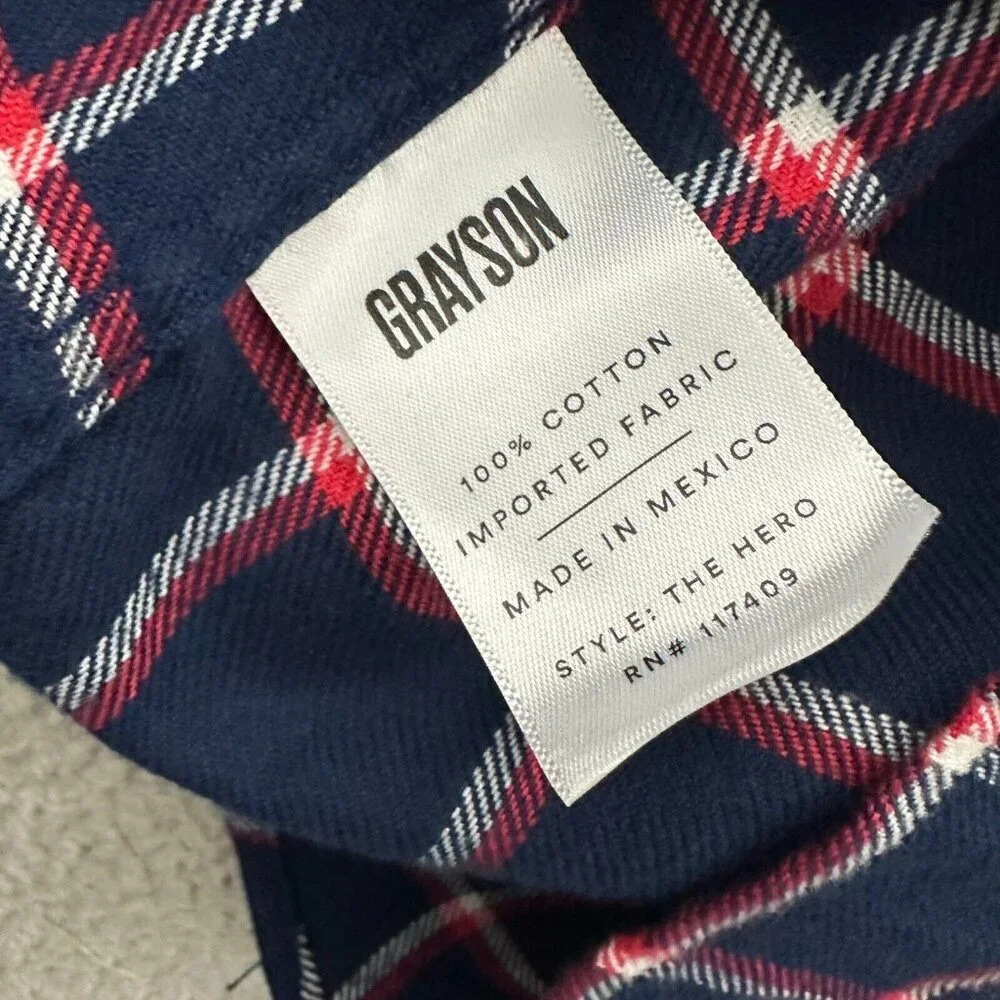 GRAYSON
100% COTTON
IMPORTED FABRIC
MADE IN MEXICO
STYLE: THE HERO
RN# 117409